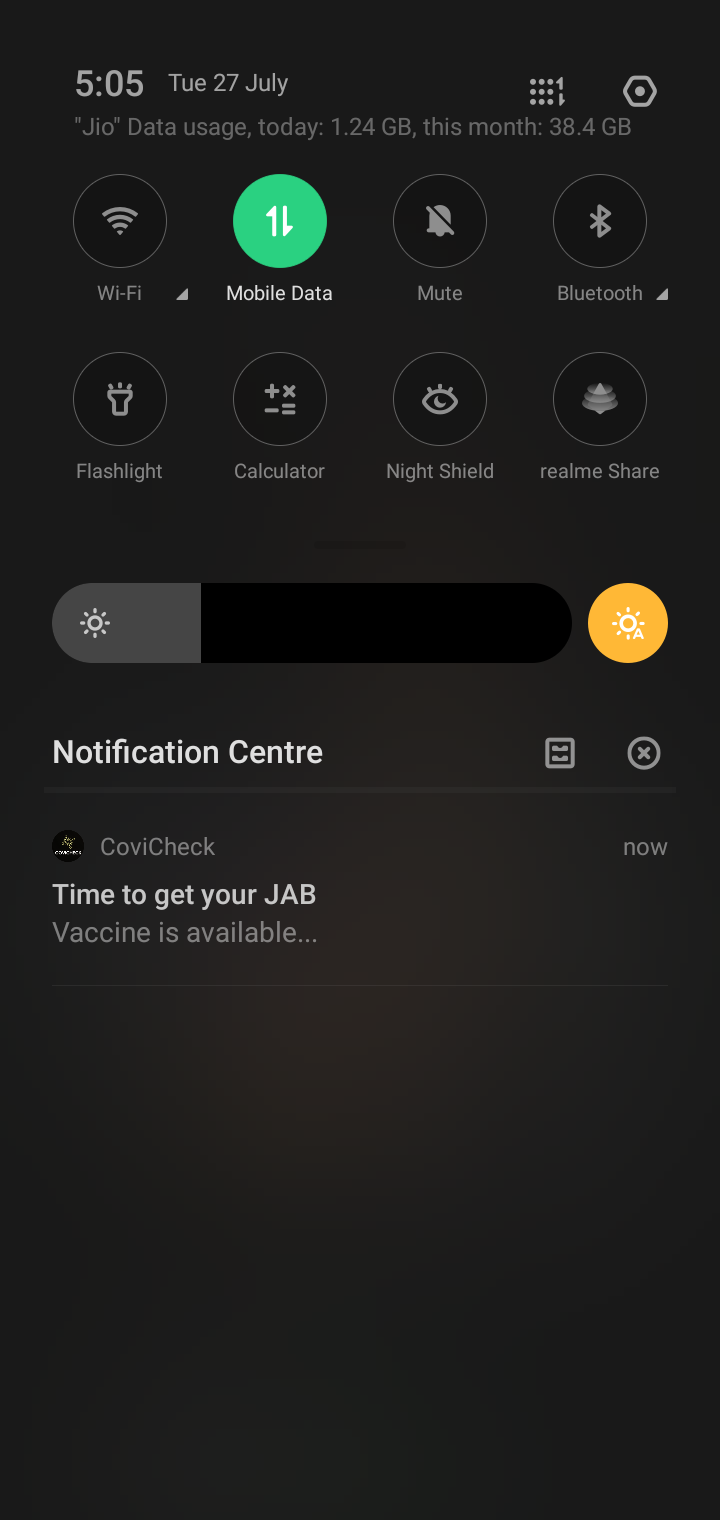 5:05 Tue 27 July
"Jio" Data usage, today: 1.24 GB, this month: 38.4 GB
Wi-Fi Mobile Data Mute Bluetooth
Flashlight Calculator Night Shield realme Share
A
Notification Centre
COVICHECK CoviCheck now
Time to get your JAB
Vaccine is available...